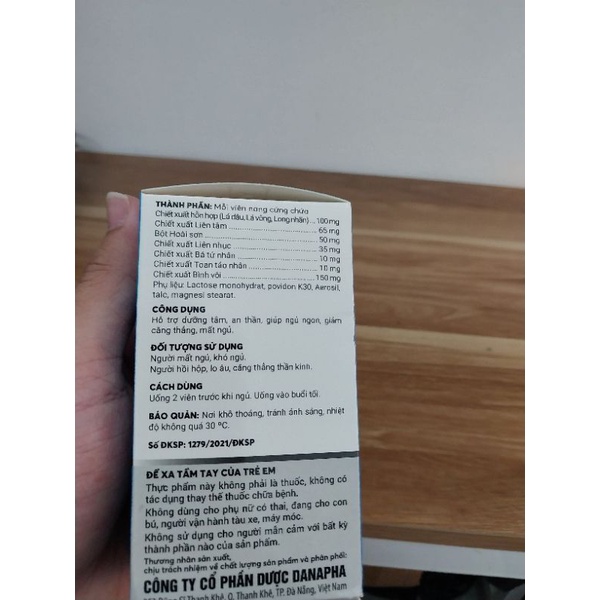 THÀNH PHẦN: Mỗi viên nang cứng chứa
Chiết xuất hỗn hợp (Lá dâu, Lá vông, Long nhãn) .. 100 mg
Chiết xuất Liên tâm ........ 65 mg
Bột Hoài sơn ........ 50 mg
Chiết xuất Liên nhục ........ 35 mg
Chiết xuất Bá tử nhân ........ 10 mg
Chiết xuất Toan táo nhân ........ 10 mg
Chiết xuất Bình vôi ........ 150 mg
Phụ liệu: Lactose monohydrat, povidon K30, Aerosil,
talc, magnesi stearat.
CÔNG DỤNG
Hỗ trợ dưỡng tâm, an thần, giúp ngủ ngon, giảm
căng thẳng, mất ngủ.
ĐỐI TƯỢNG SỬ DỤNG
Người mất ngủ, khó ngủ.
Người hồi hộp, lo âu, căng thẳng thần kinh.
CÁCH DÙNG
Uống 2 viên trước khi ngủ. Uống vào buổi tối.
BẢO QUẢN: Nơi khô thoáng, tránh ánh sáng, nhiệt
độ không quá 30 ºC.
Số ĐKSP: 1279/2021/ĐKSP
ĐỂ XA TẦM TAY CỦA TRẺ EM
Thực phẩm này không phải là thuốc, không có
tác dụng thay thế thuốc chữa bệnh.
Không dùng cho phụ nữ có thai, đang cho con
bú, người vận hành tàu xe, máy móc.
Không sử dụng cho người mẫn cảm với bất kỳ
thành phần nào của sản phẩm.
Thương nhân sản xuất,
chịu trách nhiệm về chất lượng sản phẩm và phân phối:
CÔNG TY CỔ PHẦN DƯỢC DANAPHA
Thanh Khê, Q. Thanh Khê, TP. Đà Nẵng, Việt Nam